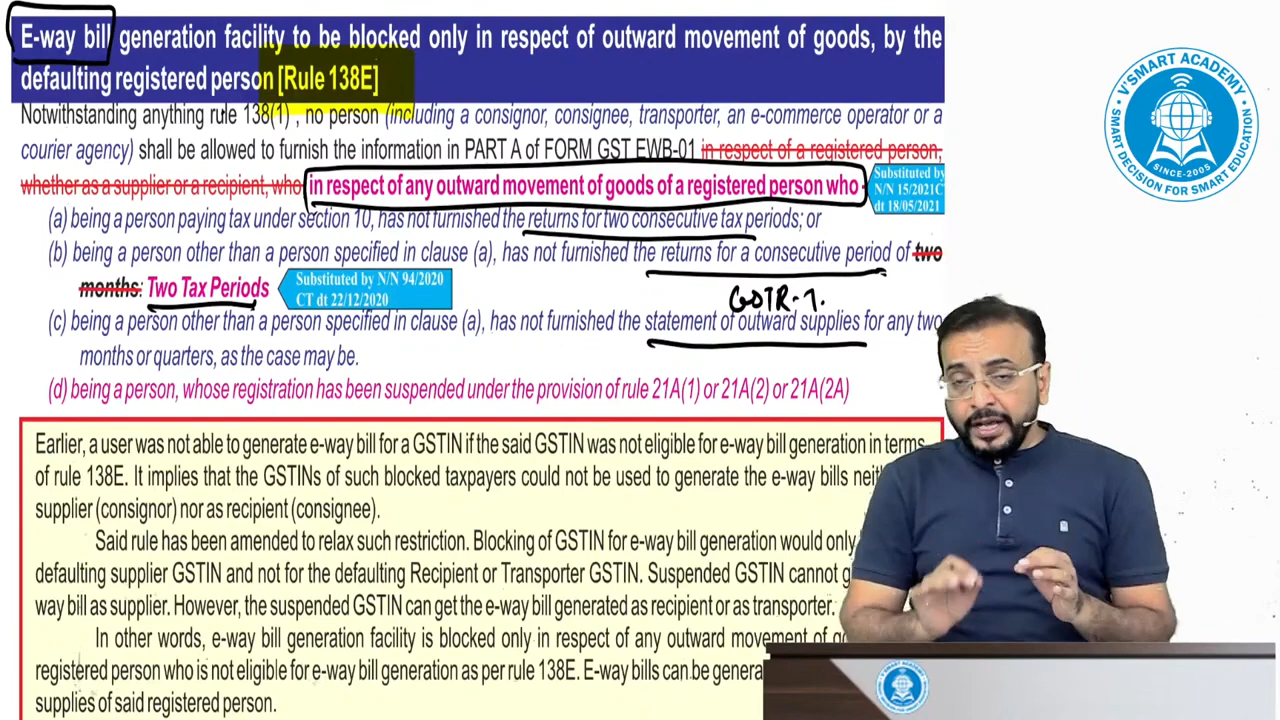 E-way bill generation facility to be blocked only in respect of outward movement of goods, by the
defaulting registered person [Rule 138E]
Notwithstanding anything rule 138(1) , no person (including a consignor, consignee, transporter, an e-commerce operator or a
courier agency) shall be allowed to furnish the information in PART A of FORM GST EWB-01 in respect of a registered person,
whether as a supplier or a recipient, who in respect of any outward movement of goods of a registered person who
Substituted by
N/N 15/2021CT
dt 18/05/2021
(a) being a person paying tax under section 10, has not furnished the returns for two consecutive tax periods; or
(b) being a person other than a person specified in clause (a), has not furnished the returns for a consecutive period of two
months: Two Tax Periods
Substituted by N/N 94/2020
CT dt 22/12/2020
GSTR-1.
(c) being a person other than a person specified in clause (a), has not furnished the statement of outward supplies for any two
months or quarters, as the case may be.
(d) being a person, whose registration has been suspended under the provision of rule 21A(1) or 21A(2) or 21A(2A)
Earlier, a user was not able to generate e-way bill for a GSTIN if the said GSTIN was not eligible for e-way bill generation in terms
of rule 138E. It implies that the GSTINs of such blocked taxpayers could not be used to generate the e-way bills
supplier (consignor) nor as recipient (consignee).
Said rule has been amended to relax such restriction. Blocking of GSTIN for e-way bill generation would only
defaulting supplier GSTIN and not for the defaulting Recipient or Transporter GSTIN. Suspended GSTIN cannot
way bill as supplier. However, the suspended GSTIN can get the e-way bill generated as recipient or as transporter.
In other words, e-way bill generation facility is blocked only in respect of any outward movement of
registered person who is not eligible for e-way bill generation as per rule 138E. E-way bills can be
supplies of said registered person.
V'SMART ACADEMY
SINCE-2005
SMART DECISION FOR SMART EDUCATION